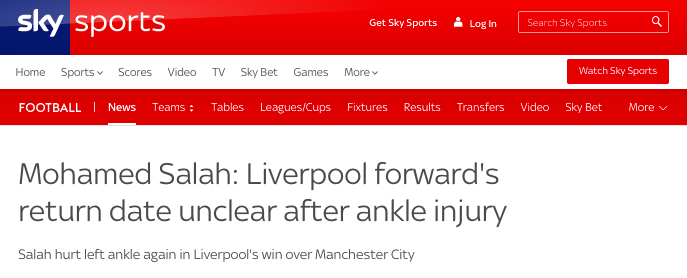 sky sports
Get Sky Sports Log In Search Sky Sports
Home Sports Scores Video TV Sky Bet Games More Watch Sky Sports
FOOTBALL | News Teams Tables Leagues/Cups Fixtures Results Transfers Video Sky Bet More
Mohamed Salah: Liverpool forward's
return date unclear after ankle injury
Salah hurt left ankle again in Liverpool's win over Manchester City